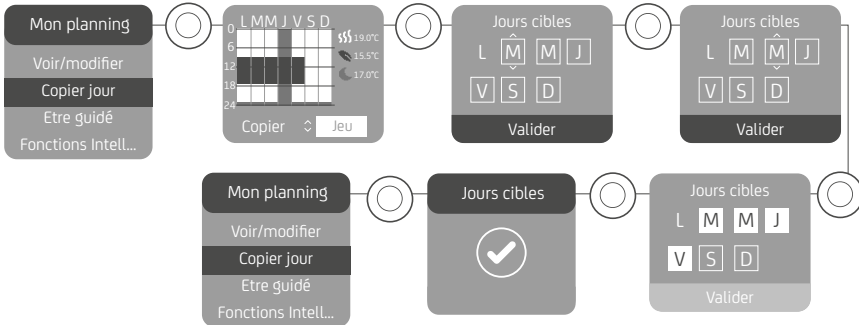 Mon planning
Voir/modifier
Copier jour
Etre guidé
Fonctions Intell...
L M M J V S D
0
6
12
18
24
19.0°C
15.5°C
17.0°C
Copier Jeu
Jours cibles
L M M J
V S D
Valider
Jours cibles
L M M J
V S D
Valider
Mon planning
Voir/modifier
Copier jour
Etre guidé
Fonctions Intell...
Jours cibles
Jours cibles
L M M J
V S D
Valider